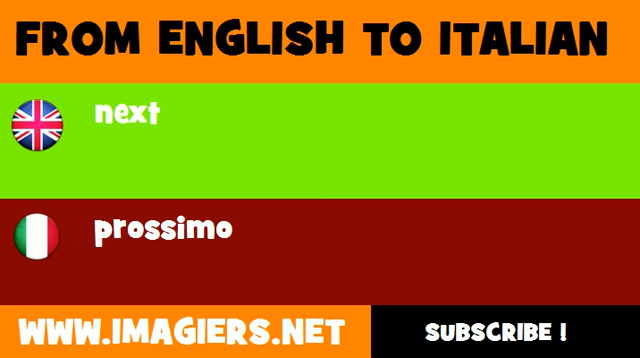 FROM ENGLISH TO ITALIAN
next
prossimo
WWW.IMAGIERS.NET
SUBSCRIBE !